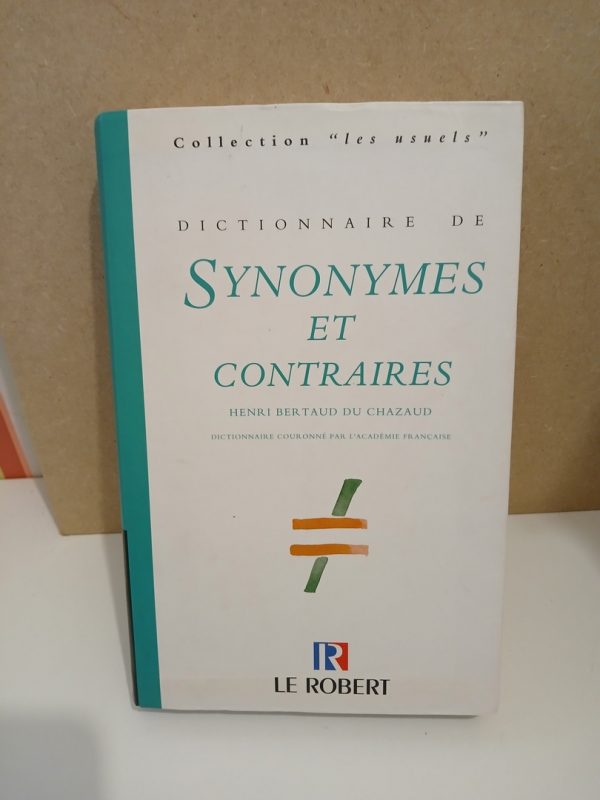 Collection "les usuels"
DICTIONNAIRE DE
SYNONYMES
ET
CONTRAIRES
HENRI BERTAUD DU CHAZAUD
DICTIONNAIRE COURONNÉ PAR L'ACADÉMIE FRANÇAISE
≠
R
LE ROBERT